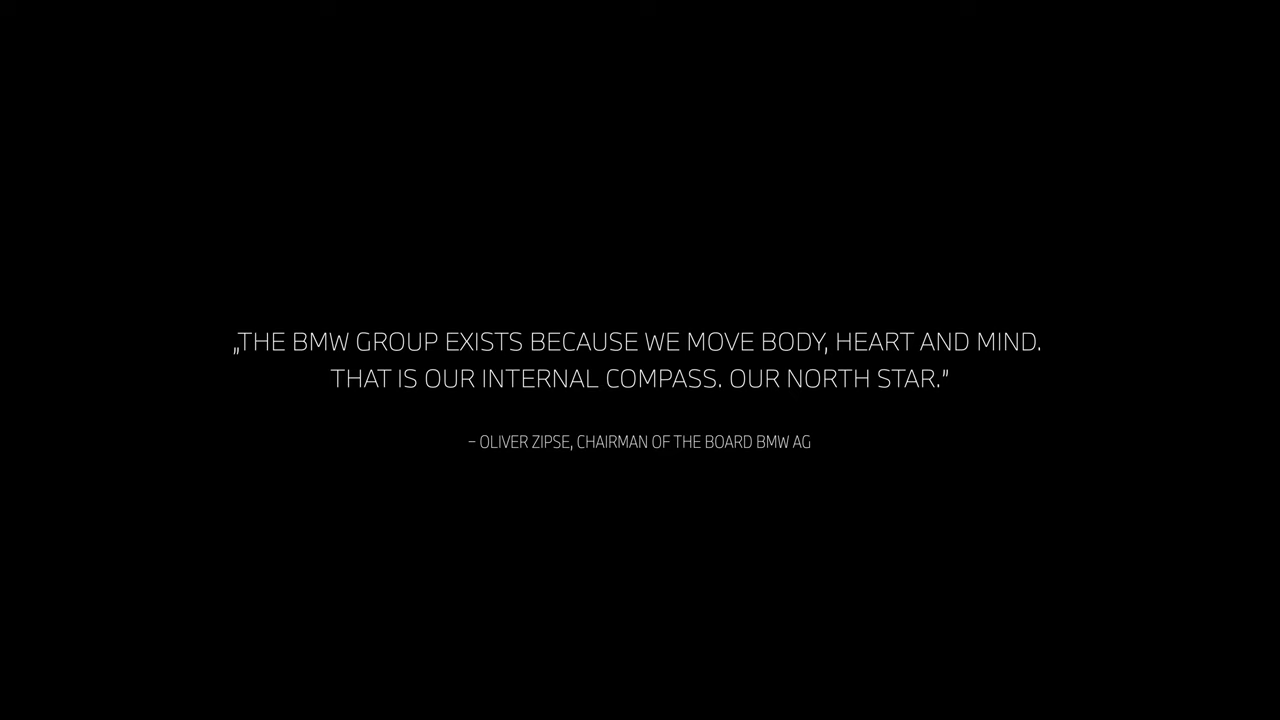 „THE BMW GROUP EXISTS BECAUSE WE MOVE BODY, HEART AND MIND.
THAT IS OUR INTERNAL COMPASS. OUR NORTH STAR.”
– OLIVER ZIPSE, CHAIRMAN OF THE BOARD BMW AG